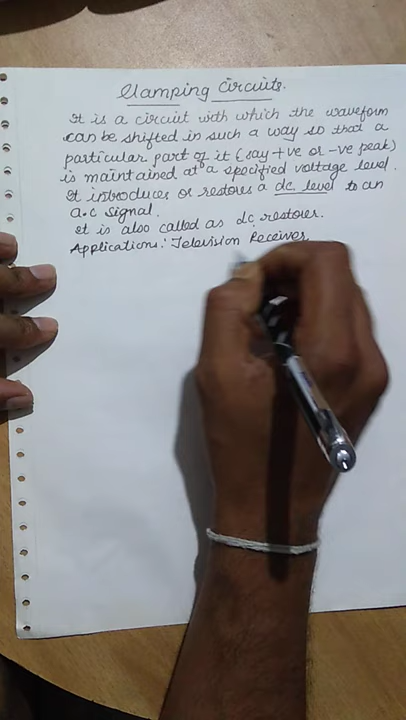 Clamping Circuits.
It is a circuit with which the waveform
can be shifted in such a way so that a
particular part of it (say +ve or -ve peak)
is maintained at a specified voltage level.
It introduces or restores a dc level to an
a.c signal.
It is also called as dc restorer.
Applications: Television Receiver